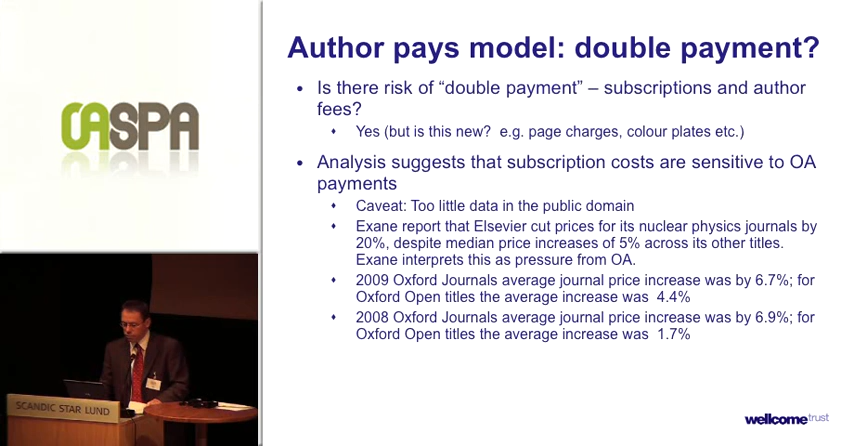 OASPA
SCANDIC STAR LUND
Author pays model: double payment?
• Is there risk of “double payment” – subscriptions and author
fees?
♦ Yes (but is this new? e.g. page charges, colour plates etc.)
• Analysis suggests that subscription costs are sensitive to OA
payments
♦ Caveat: Too little data in the public domain
♦ Exane report that Elsevier cut prices for its nuclear physics journals by
20%, despite median price increases of 5% across its other titles.
Exane interprets this as pressure from OA.
♦ 2009 Oxford Journals average journal price increase was by 6.7%; for
Oxford Open titles the average increase was 4.4%
♦ 2008 Oxford Journals average journal price increase was by 6.9%; for
Oxford Open titles the average increase was 1.7%
wellcometrust